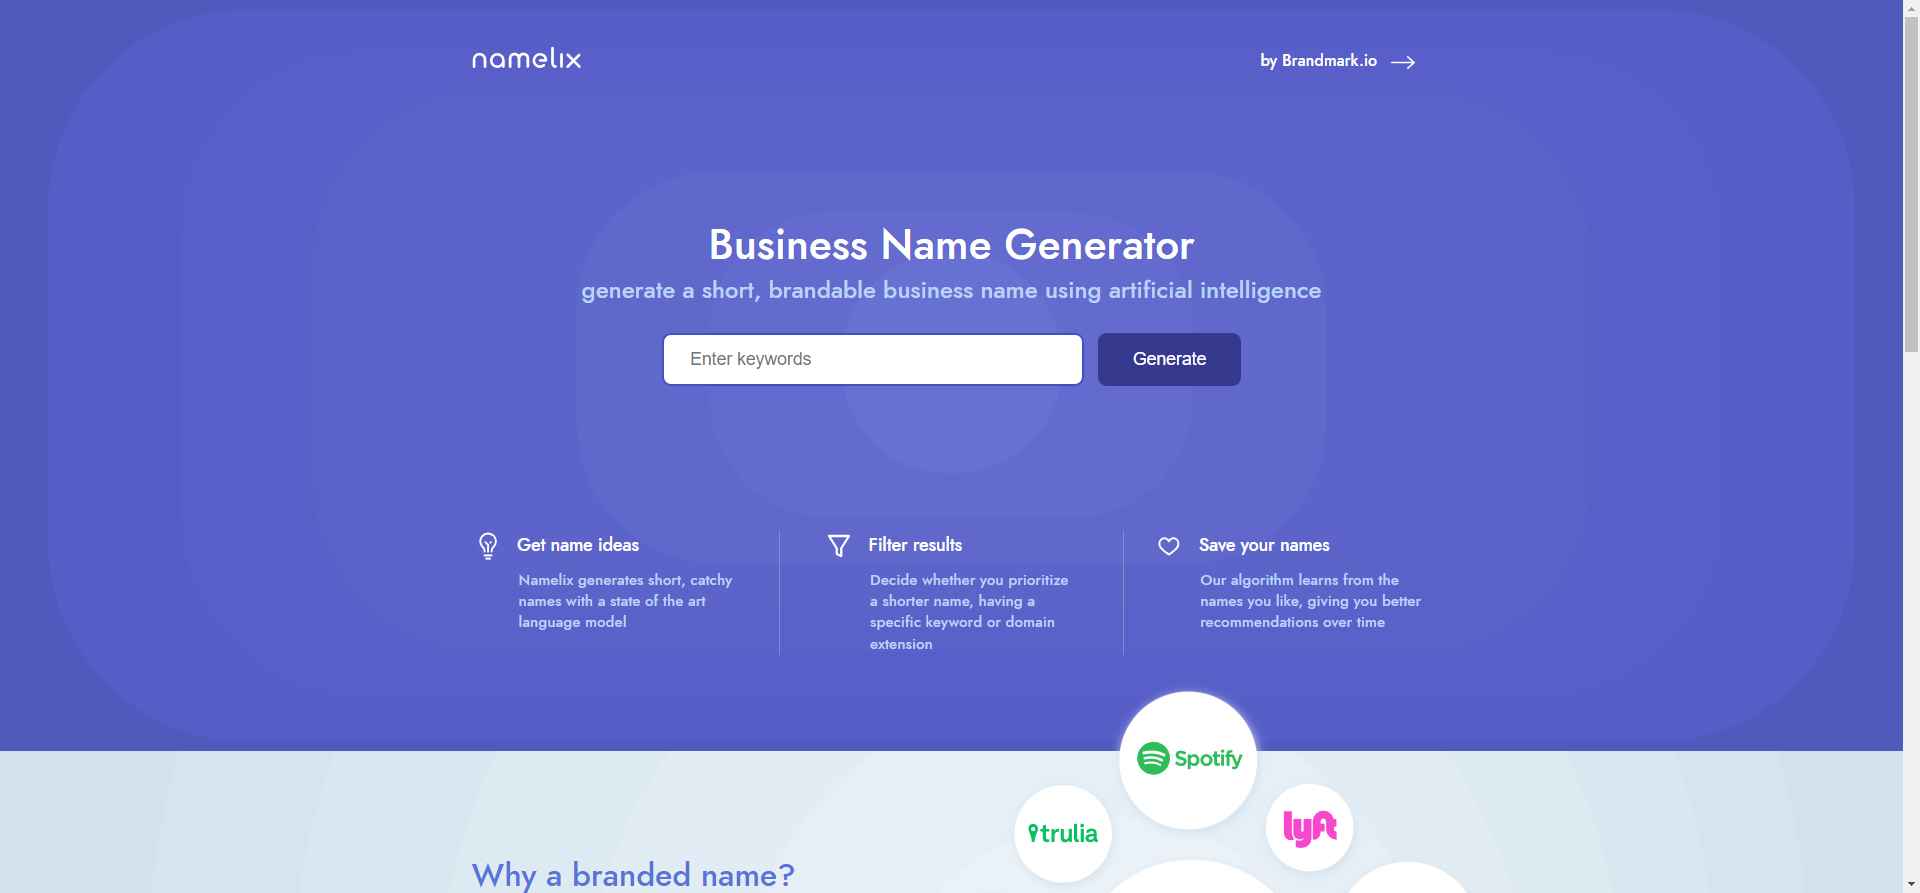 namelix
by Brandmark.io
Business Name Generator
generate a short, brandable business name using artificial intelligence
Enter keywords
Generate
Get name ideas
Namelix generates short, catchy
names with a state of the art
language model
Filter results
Decide whether you prioritize
a shorter name, having a
specific keyword or domain
extension
Save your names
Our algorithm learns from the
names you like, giving you better
recommendations over time
Spotify
trulia
lyft
Why a branded name?